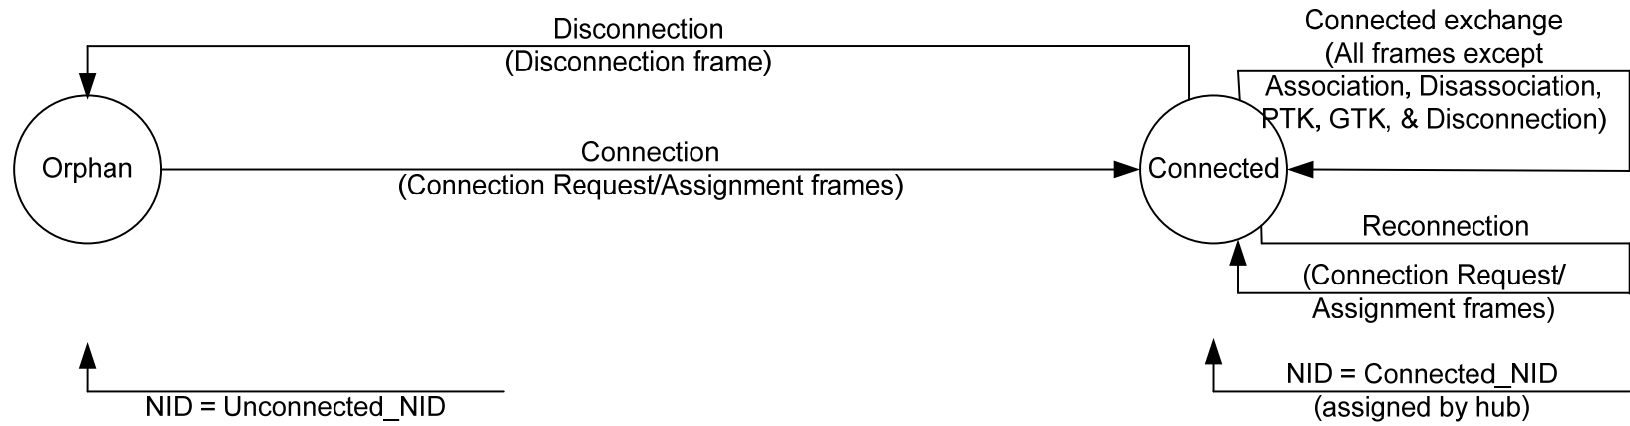 Disconnection
(Disconnection frame)
Connected exchange
(All frames except
Association, Disassociation,
PTK, GTK, & Disconnection)
Orphan
Connection
(Connection Request/Assignment frames)
Connected
Reconnection
(Connection Request/
Assignment frames)
NID = Unconnected_NID
NID = Connected_NID
(assigned by hub)